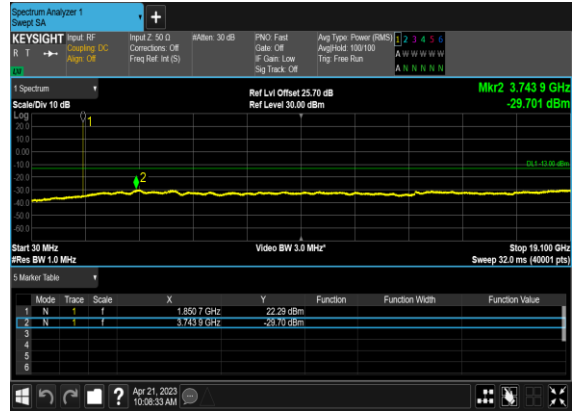 Spectrum Analyzer 1
Swept SA
+
KEYSIGHT Input: RF Input Z: 50 Ω #Atten: 30 dB PNO: Fast Avg Type: Power (RMS) 1 2 3 4 5 6
R T Coupling: DC Corrections: Off Gate: Off Avg|Hold: 100/100 A W W W W W
Align: Off Freq Ref: Int (S) IF Gain: Low Trig: Free Run
Sig Track: Off A N N N N N
1 Spectrum Ref Lvl Offset 25.70 dB Mkr2 3.743 9 GHz
Scale/Div 10 dB Ref Level 30.00 dBm -29.701 dBm
Log
20.0
10.0
0.00
-10.0
-20.0
-30.0
-40.0
-50.0
-60.0
1
2
DL1 -13.00 dBm
Start 30 MHz Video BW 3.0 MHz* Stop 19.100 GHz
#Res BW 1.0 MHz Sweep 32.0 ms (40001 pts)
5 Marker Table
Mode Trace Scale X Y Function Function Width Function Value
1 N 1 f 1.850 7 GHz 22.29 dBm
2 N 1 f 3.743 9 GHz -29.70 dBm
3
4
5
6
? Apr 21, 2023
10:08:33 AM